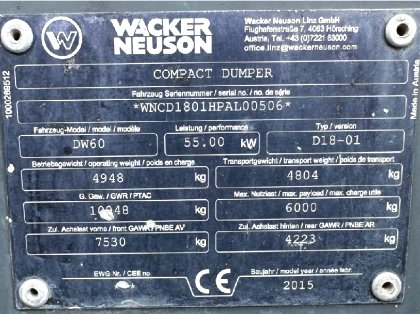 WACKER
NEUSON
Wacker Neuson Linz GmbH
Flughafenstraße 7, 4063 Hörsching
Austria, Tel. +43 (0)7221 63000
office.linz@wackerneuson.com
COMPACT DUMPER
Fahrzeug Seriennummer / serial no. / no. de série
*WNCD1801HPAL00506*
Fahrzeug-Modell / model / modèle
Leistung / performance
Typ / version
DW60
55.00 kW
D18-01
Betriebsgewicht / operating weight / poids en charge
Transportgewicht / transport weight / poids de transport
4948 kg
4804 kg
G. Gew. / GWR / PTAC
Max. Nutzlast / max. payload / max. charge utile
10948 kg
6000 kg
Zul. Achslast vorne / front GAWR / PNBE AV
Zul. Achslast hinten / rear GAWR / PNBE AR
7530 kg
4223 kg
EWG Nr. / CEE no.
CE
Baujahr / model year / année fabr.
2015
1000269512
Made in Austria